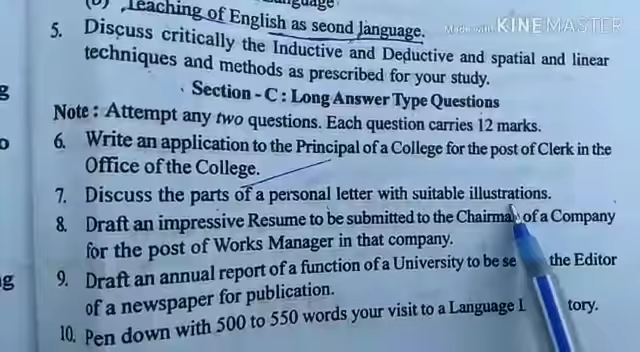 (b) Teaching of English as seond language.
Made with KINEMASTER
5. Discuss critically the Inductive and Deductive and spatial and linear
techniques and methods as prescribed for your study.
Section - C : Long Answer Type Questions
Note : Attempt any two questions. Each question carries 12 marks.
6. Write an application to the Principal of a College for the post of Clerk in the
Office of the College.
7. Discuss the parts of a personal letter with suitable illustrations.
8. Draft an impressive Resume to be submitted to the Chairman of a Company
for the post of Works Manager in that company.
9. Draft an annual report of a function of a University to be se the Editor
of a newspaper for publication.
10. Pen down with 500 to 550 words your visit to a Language L tory.